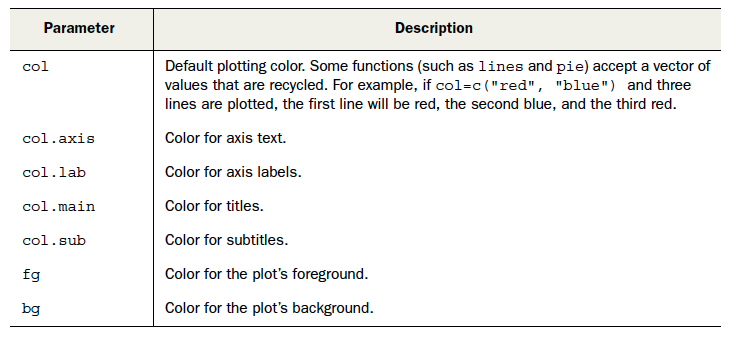 Parameter Description
col Default plotting color. Some functions (such as lines and pie) accept a vector of
values that are recycled. For example, if col=c("red", "blue") and three
lines are plotted, the first line will be red, the second blue, and the third red.
col.axis Color for axis text.
col.lab Color for axis labels.
col.main Color for titles.
col.sub Color for subtitles.
fg Color for the plot's foreground.
bg Color for the plot's background.